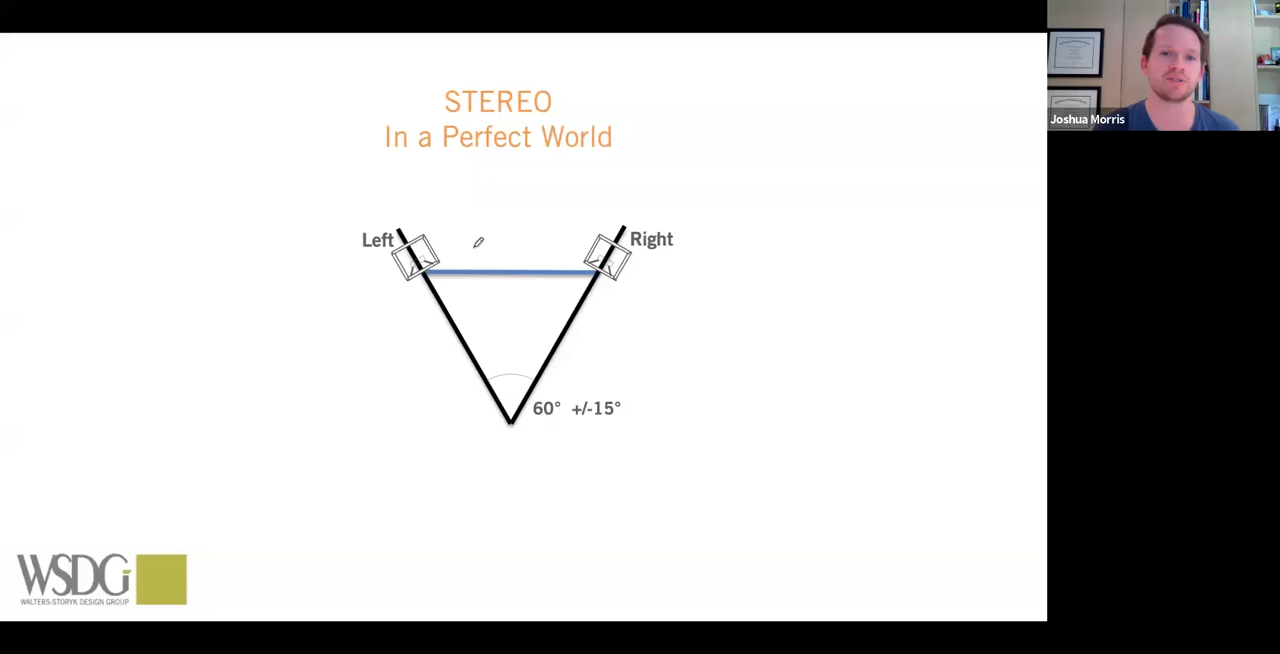 STEREO
In a Perfect World
Left
Right
60° +/-15°
WSDG
WALTERS-STORYK DESIGN GROUP
Joshua Morris